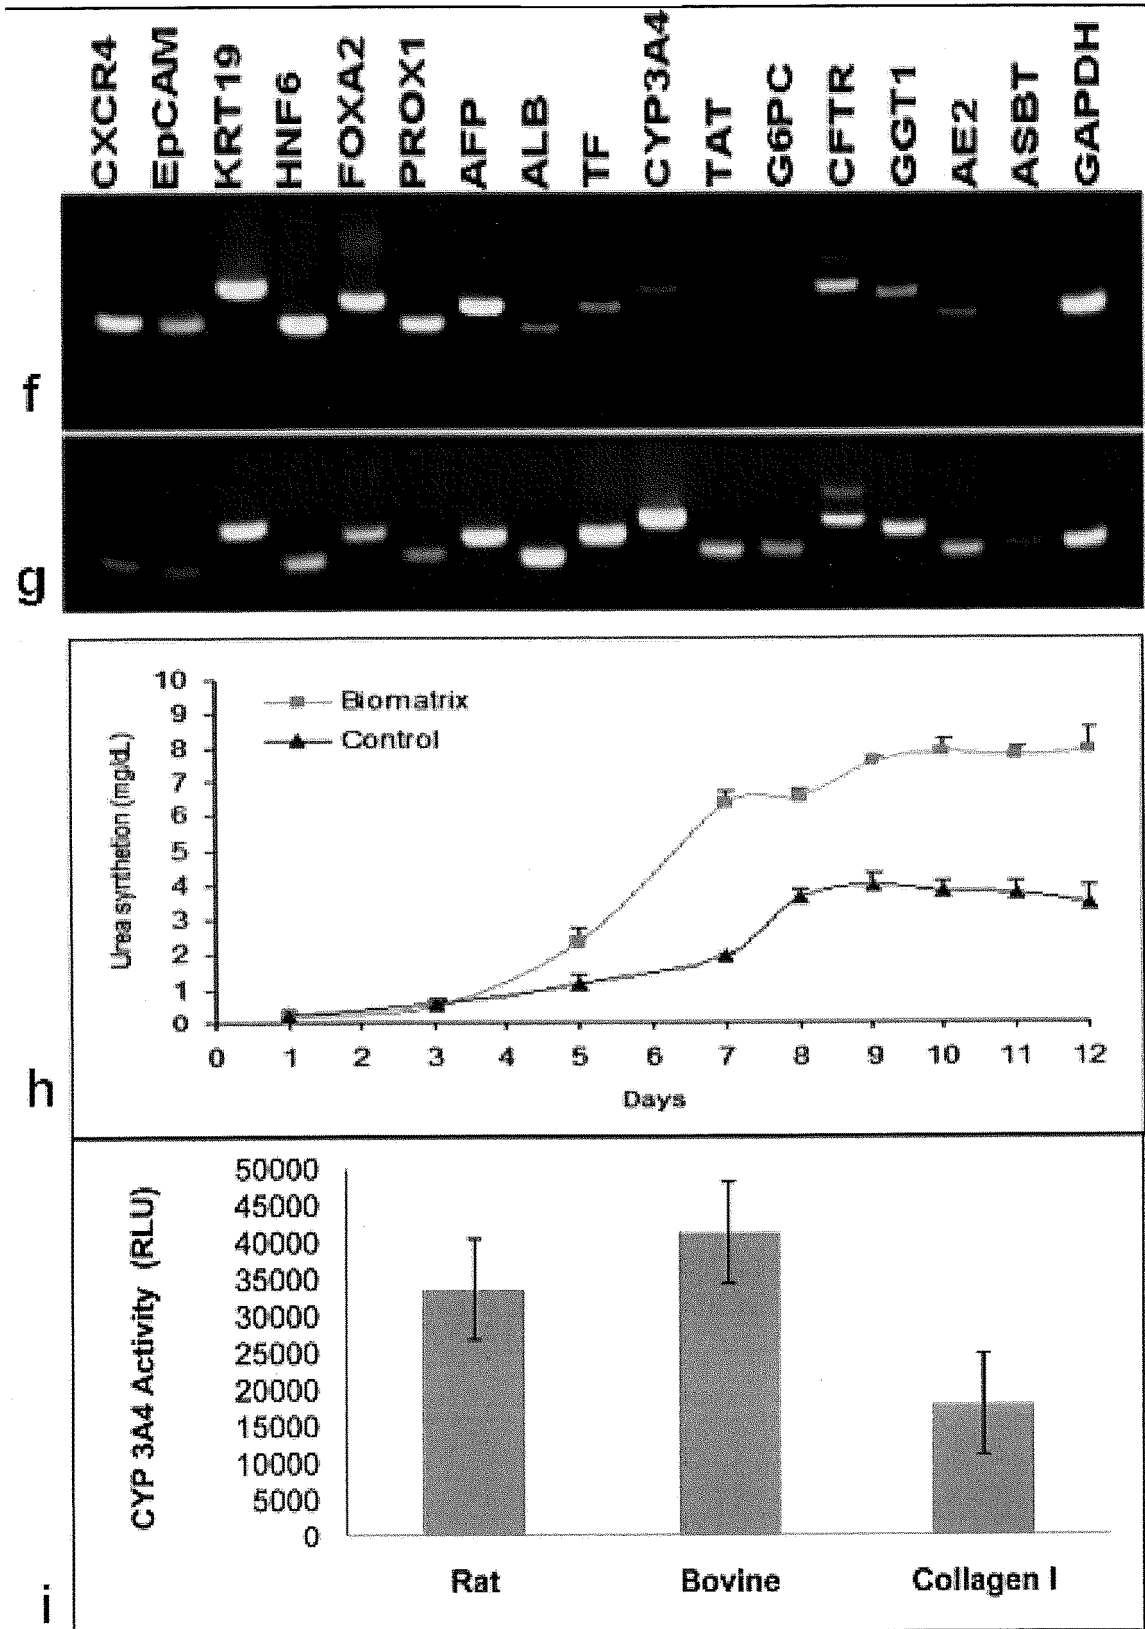 CXCR4 EpCAM KRT19 HNF6 FOXA2 PROX1 AFP ALB TF CYP3A4 TAT G6PC CFTR GGT1 AE2 ASBT GAPDH
f
g
10
9
8
7
6
5
4
3
2
1
0
Urea synthetion (mg/dL)
Biomatrix
Control
0 1 2 3 4 5 6 7 8 9 10 11 12
Days
h
50000
45000
40000
35000
30000
25000
20000
15000
10000
5000
0
CYP 3A4 Activity (RLU)
Rat Bovine Collagen I
i